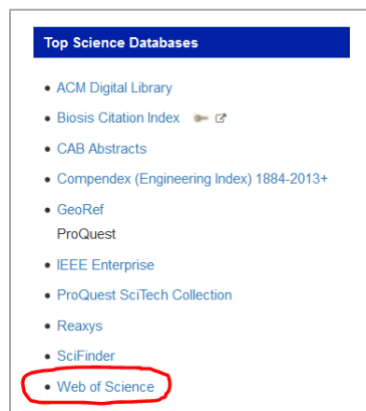 Top Science Databases
ACM Digital Library
Biosis Citation Index
CAB Abstracts
Compendex (Engineering Index) 1884-2013+
GeoRef
ProQuest
IEEE Enterprise
ProQuest SciTech Collection
Reaxys
SciFinder
Web of Science